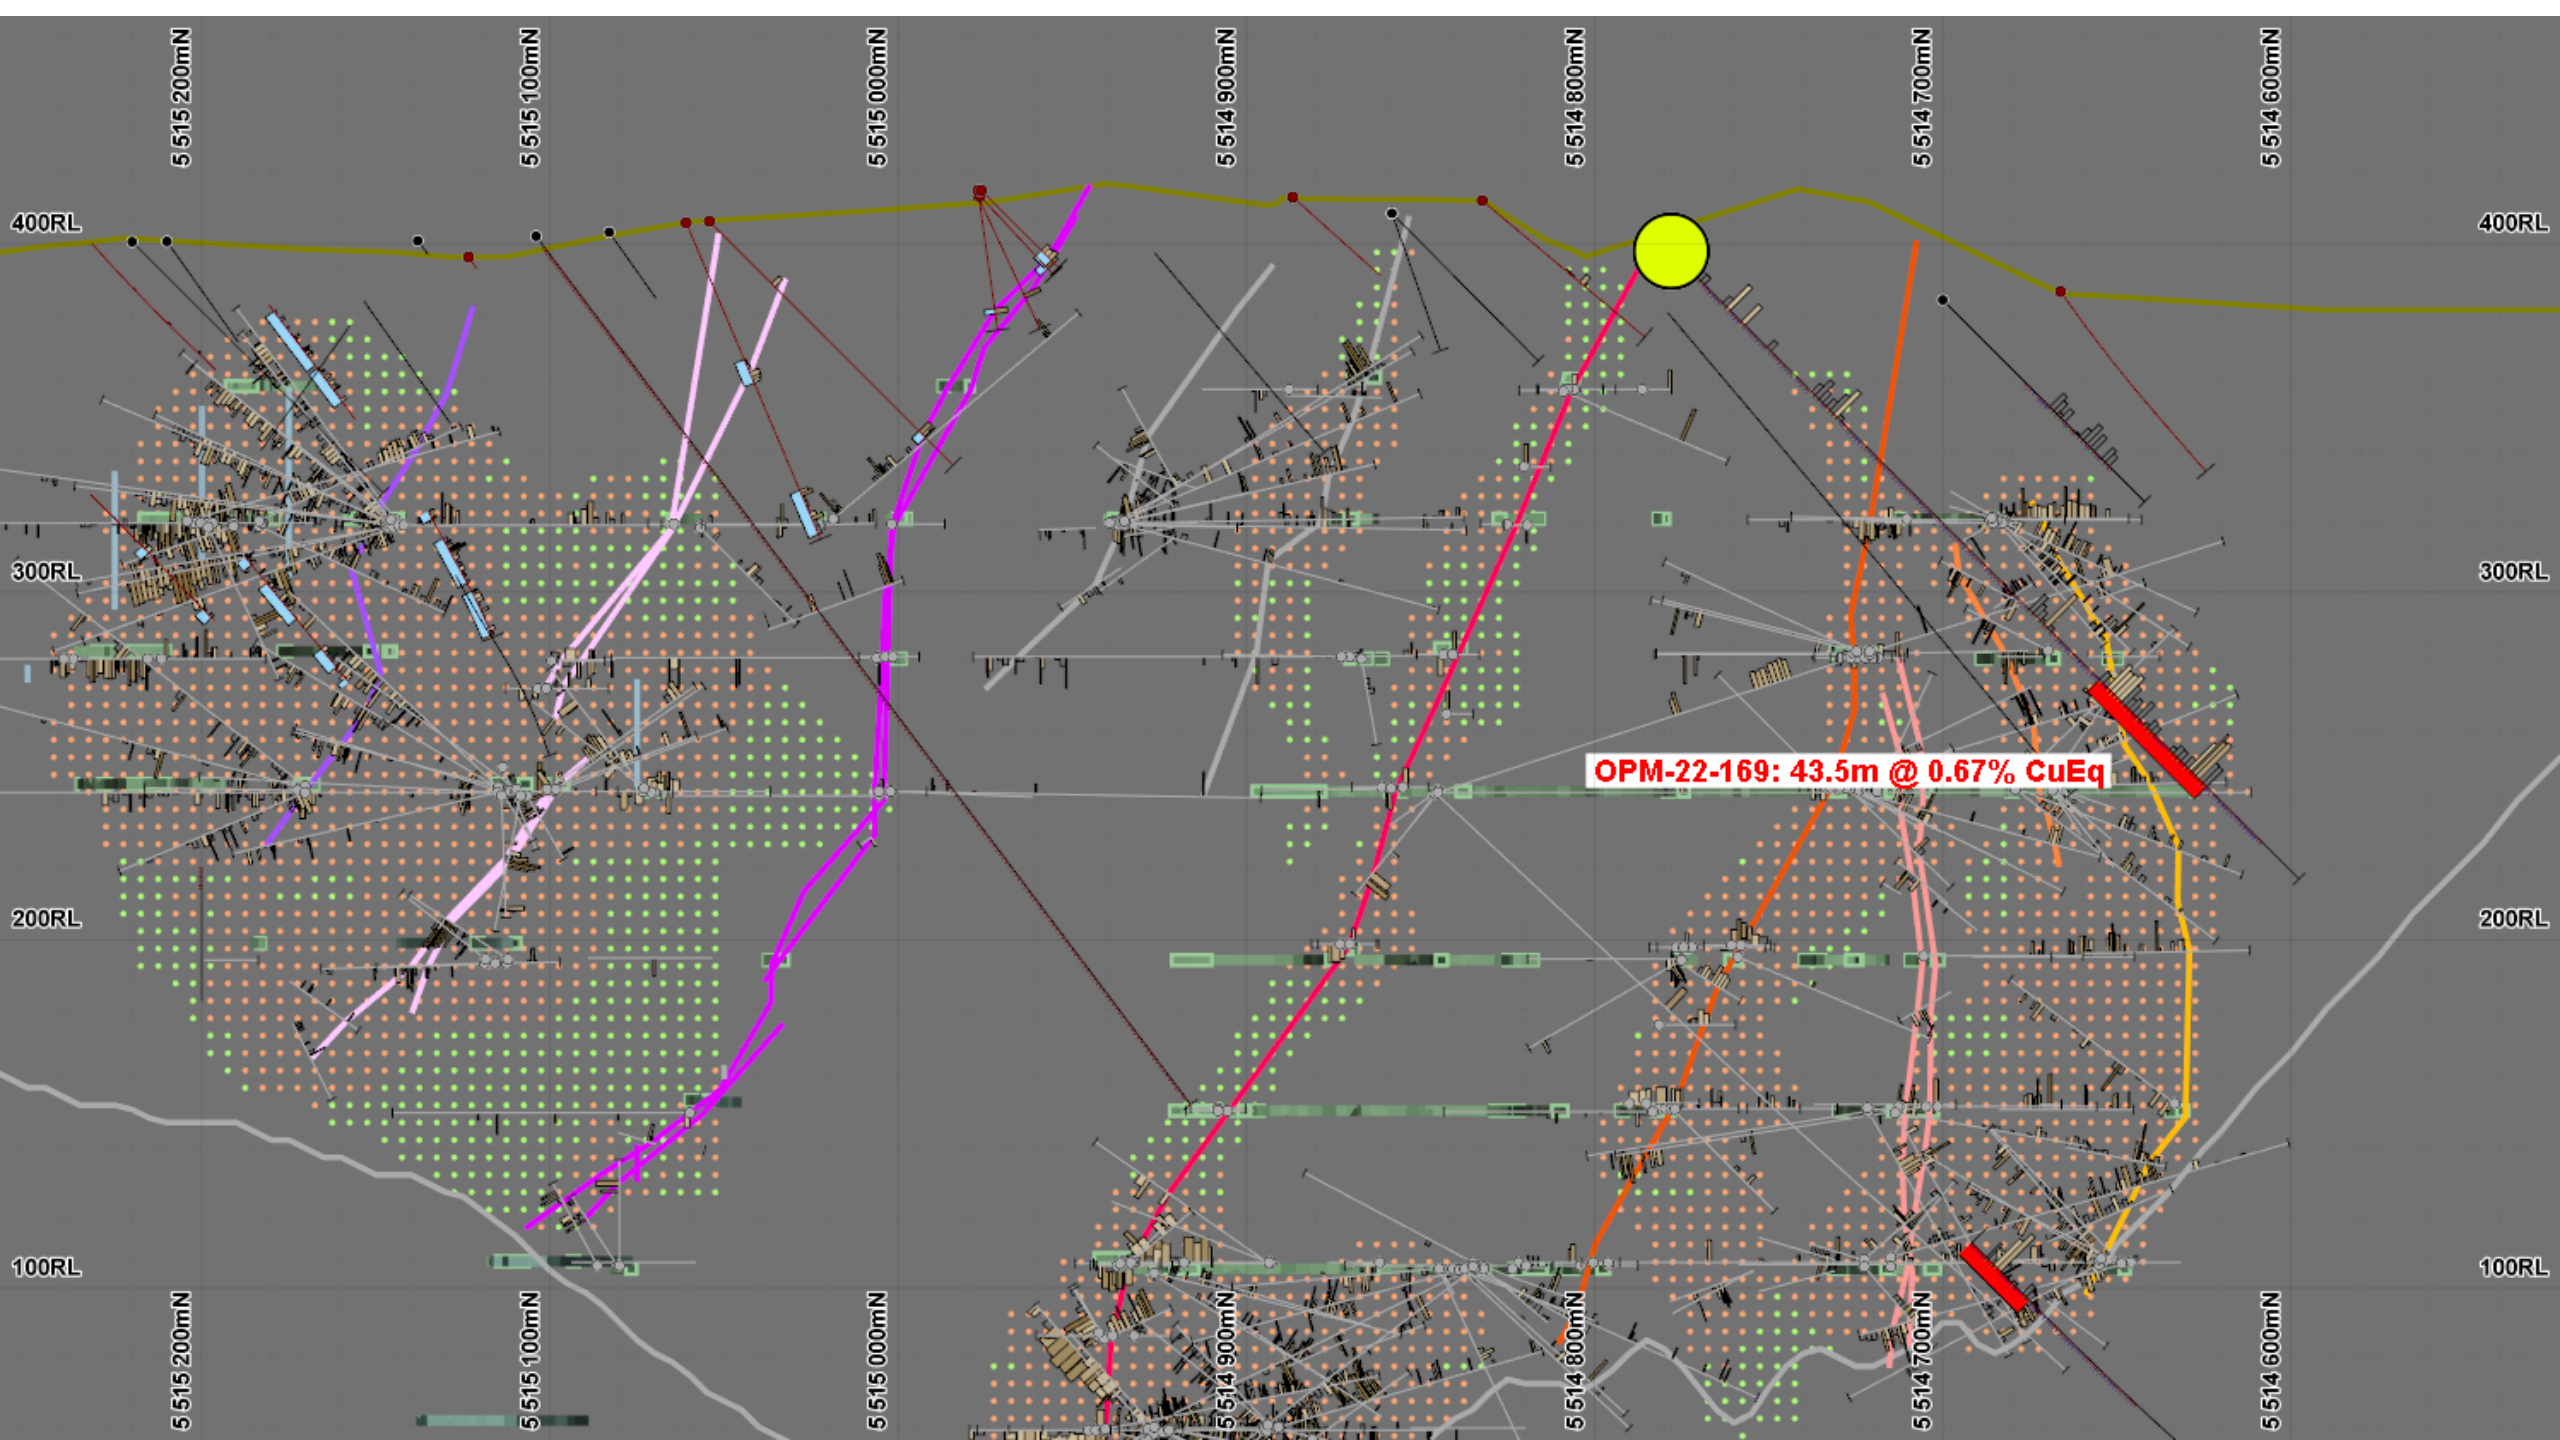 5 515 200mN
5 515 100mN
5 515 000mN
5 514 900mN
5 514 800mN
5 514 700mN
5 514 600mN
400RL
400RL
300RL
300RL
OPM-22-169: 43.5m @ 0.67% CuEq
200RL
200RL
100RL
100RL
5 515 200mN
5 515 100mN
5 515 000mN
5 514 900mN
5 514 800mN
5 514 700mN
5 514 600mN